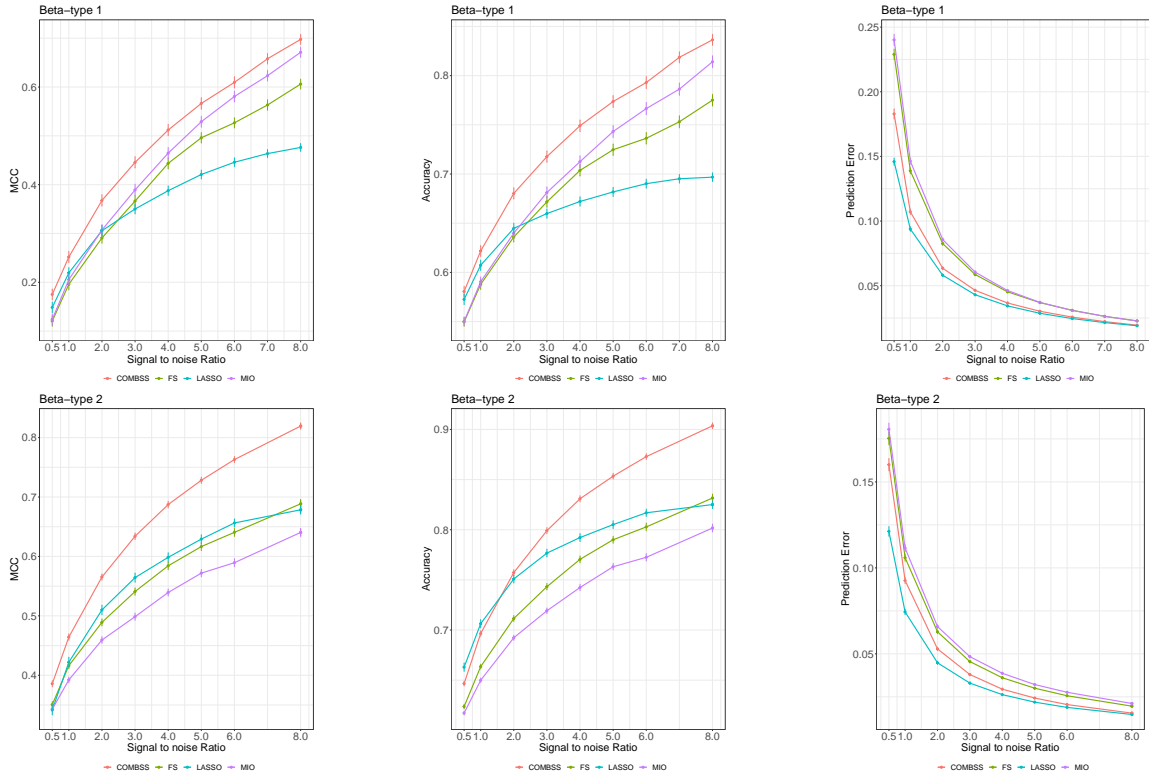 Beta−type 1
MCC
0.6
0.4
0.2
0.5 1.0 2.0 3.0 4.0 5.0 6.0 7.0 8.0
Signal to noise Ratio
COMBSS FS LASSO MIO
Beta−type 1
Accuracy
0.8
0.7
0.6
0.5 1.0 2.0 3.0 4.0 5.0 6.0 7.0 8.0
Signal to noise Ratio
COMBSS FS LASSO MIO
Beta−type 1
Prediction Error
0.25
0.20
0.15
0.10
0.05
0.5 1.0 2.0 3.0 4.0 5.0 6.0 7.0 8.0
Signal to noise Ratio
COMBSS FS LASSO MIO
Beta−type 2
MCC
0.8
0.7
0.6
0.5
0.4
0.5 1.0 2.0 3.0 4.0 5.0 6.0 8.0
Signal to noise Ratio
COMBSS FS LASSO MIO
Beta−type 2
Accuracy
0.9
0.8
0.7
0.5 1.0 2.0 3.0 4.0 5.0 6.0 8.0
Signal to noise Ratio
COMBSS FS LASSO MIO
Beta−type 2
Prediction Error
0.15
0.10
0.05
0.5 1.0 2.0 3.0 4.0 5.0 6.0 8.0
Signal to noise Ratio
COMBSS FS LASSO MIO